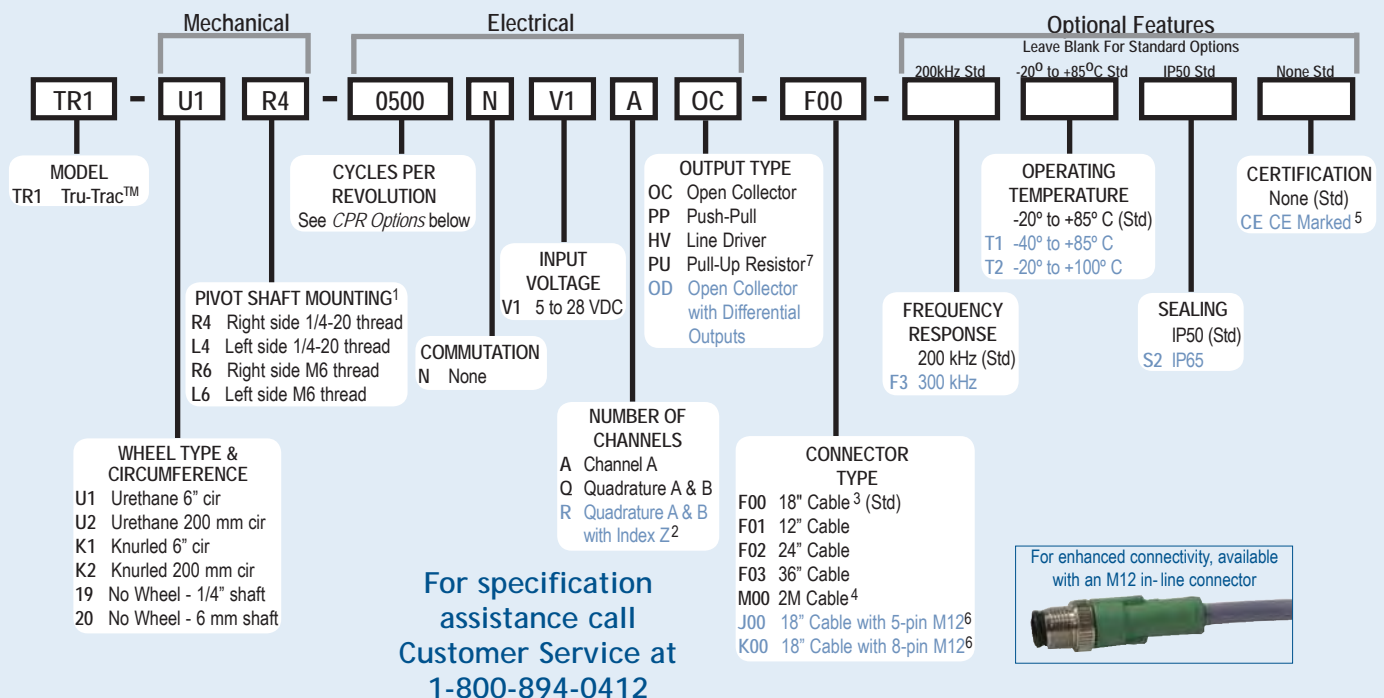 Mechanical
Electrical
Optional Features
Leave Blank For Standard Options
200kHz Std
-20⁰ to +85⁰C Std
IP50 Std
None Std
TR1 - U1 R4 - 0500 N V1 A OC - F00 -
MODEL
TR1 Tru-Trac™
CYCLES PER
REVOLUTION
See CPR Options below
OUTPUT TYPE
OC Open Collector
PP Push-Pull
HV Line Driver
PU Pull-Up Resistor⁷
OD Open Collector
with Differential
Outputs
OPERATING
TEMPERATURE
-20º to +85º C (Std)
T1 -40º to +85º C
T2 -20º to +100º C
CERTIFICATION
None (Std)
CE CE Marked ⁵
INPUT
VOLTAGE
V1 5 to 28 VDC
PIVOT SHAFT MOUNTING¹
R4 Right side 1/4-20 thread
L4 Left side 1/4-20 thread
R6 Right side M6 thread
L6 Left side M6 thread
COMMUTATION
N None
FREQUENCY
RESPONSE
200 kHz (Std)
F3 300 kHz
SEALING
IP50 (Std)
S2 IP65
NUMBER OF
CHANNELS
A Channel A
Q Quadrature A & B
R Quadrature A & B
with Index Z²
WHEEL TYPE &
CIRCUMFERENCE
U1 Urethane 6” cir
U2 Urethane 200 mm cir
K1 Knurled 6” cir
K2 Knurled 200 mm cir
19 No Wheel - 1/4” shaft
20 No Wheel - 6 mm shaft
CONNECTOR
TYPE
F00 18" Cable ³ (Std)
F01 12” Cable
F02 24” Cable
F03 36” Cable
M00 2M Cable⁴
J00 18” Cable with 5-pin M12⁶
K00 18” Cable with 8-pin M12⁶
For enhanced connectivity, available
with an M12 in-line connector
For specification
assistance call
Customer Service at
1-800-894-0412